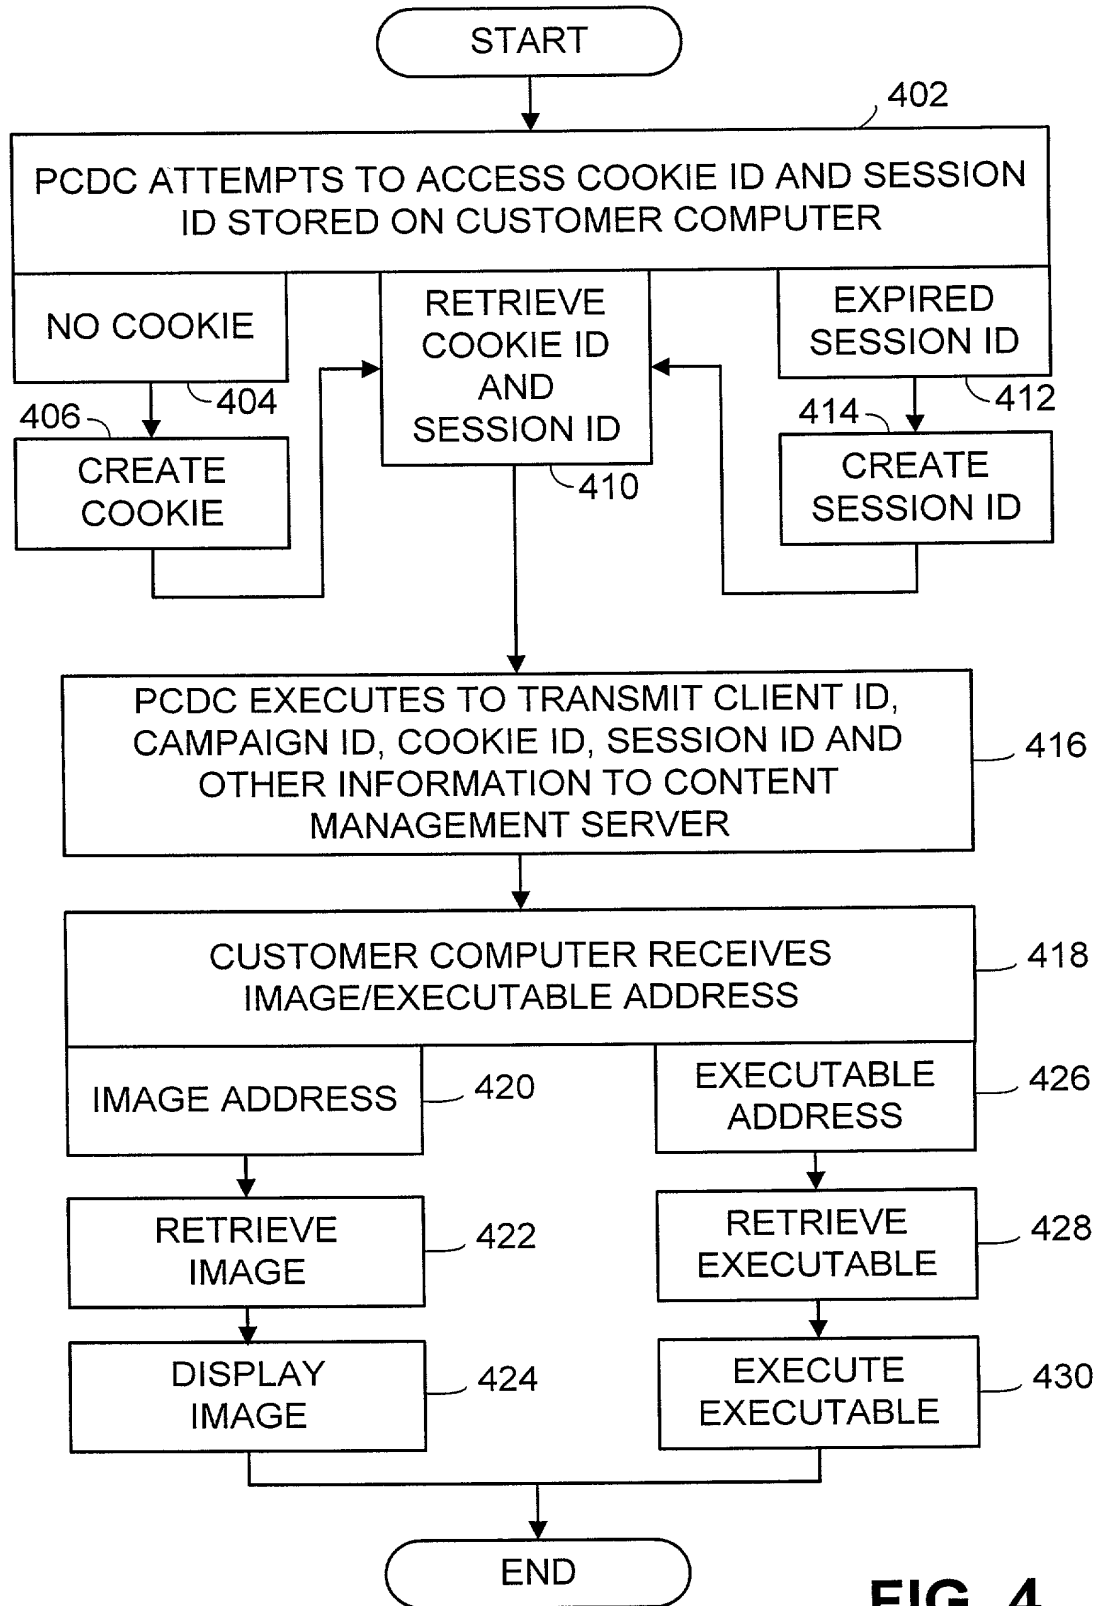 START
402
PCDC ATTEMPTS TO ACCESS COOKIE ID AND SESSION
ID STORED ON CUSTOMER COMPUTER
NO COOKIE
404
406
CREATE
COOKIE
RETRIEVE
COOKIE ID
AND
SESSION ID
410
EXPIRED
SESSION ID
412
414
CREATE
SESSION ID
PCDC EXECUTES TO TRANSMIT CLIENT ID,
CAMPAIGN ID, COOKIE ID, SESSION ID AND
OTHER INFORMATION TO CONTENT
MANAGEMENT SERVER
416
CUSTOMER COMPUTER RECEIVES
IMAGE/EXECUTABLE ADDRESS
418
IMAGE ADDRESS
420
RETRIEVE
IMAGE
422
DISPLAY
IMAGE
424
EXECUTABLE
ADDRESS
426
RETRIEVE
EXECUTABLE
428
EXECUTE
EXECUTABLE
430
END
FIG. 4